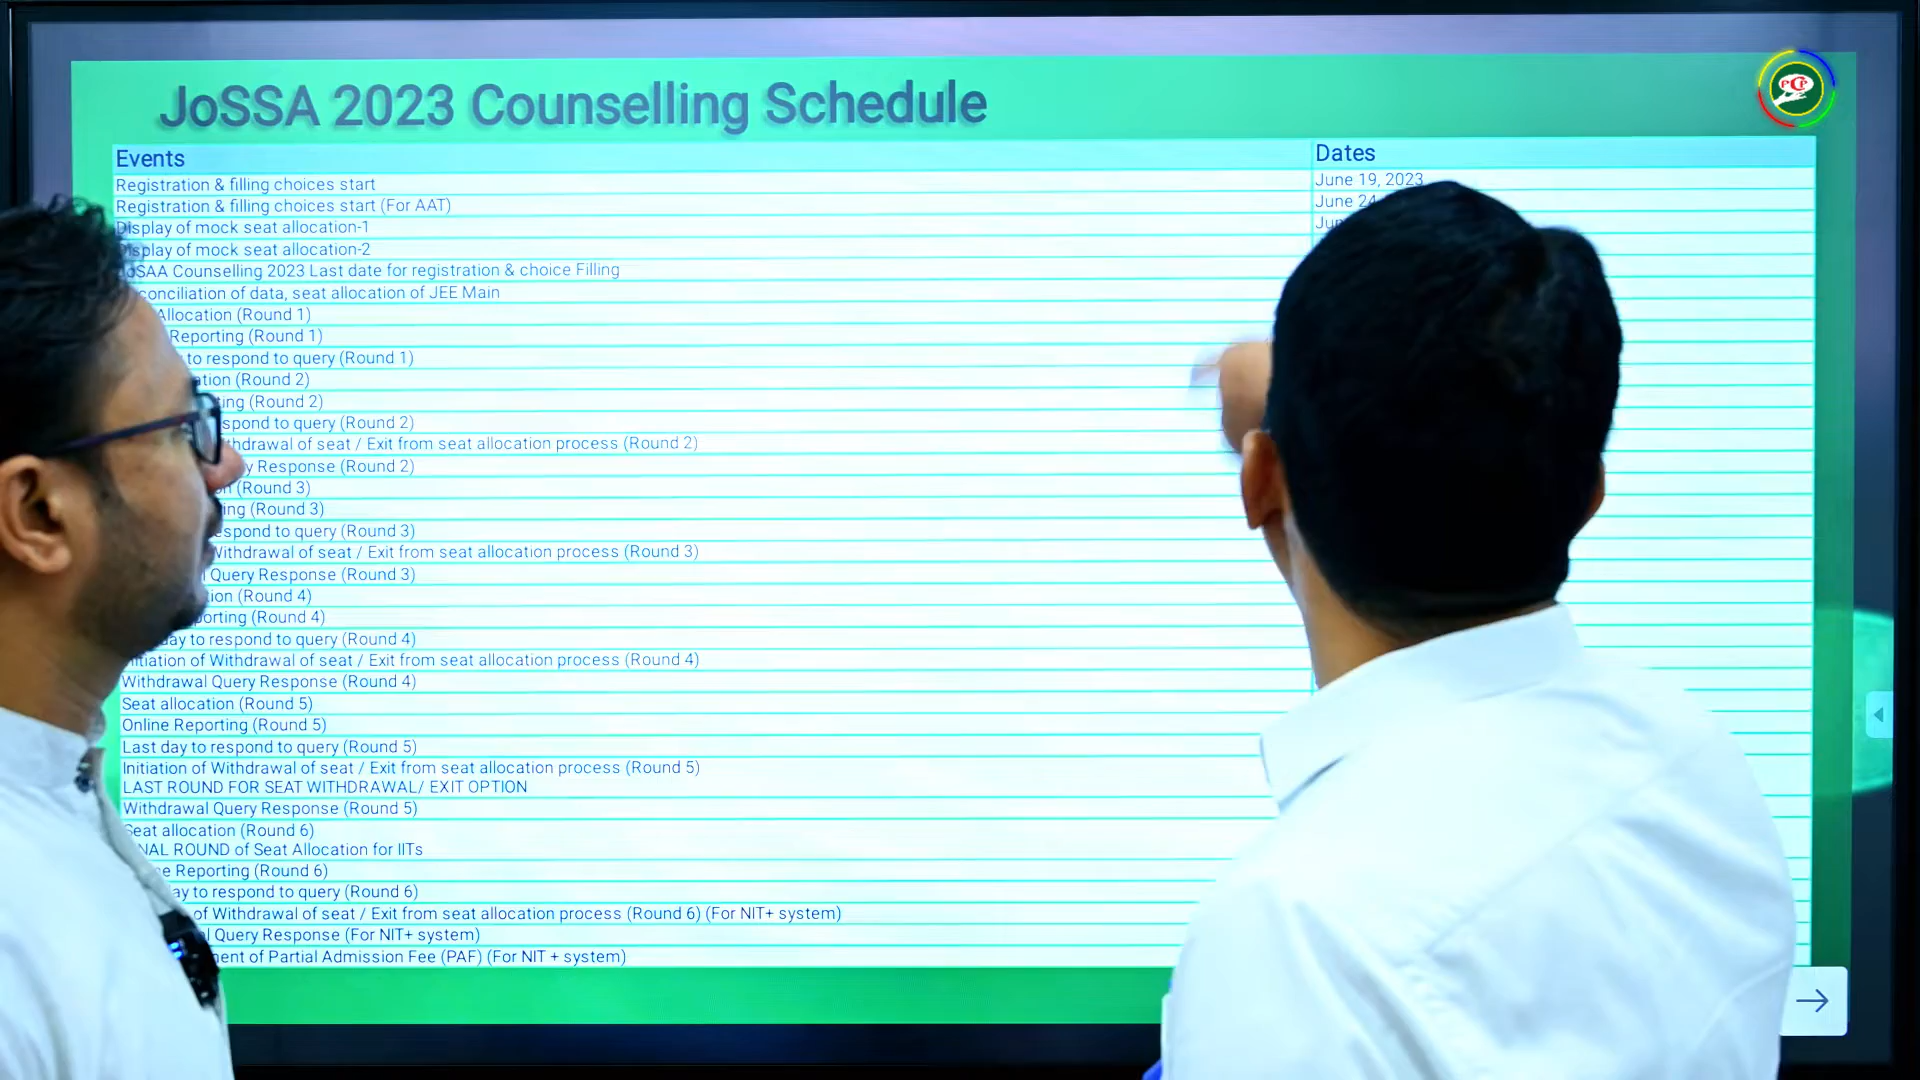 JoSSA 2023 Counselling Schedule
PCP
Events Dates
Registration & filling choices start June 19, 2023
Registration & filling choices start (For AAT) June 24
Display of mock seat allocation-1
Display of mock seat allocation-2
JoSAA Counselling 2023 Last date for registration & choice Filling
conciliation of data, seat allocation of JEE Main
Allocation (Round 1)
Reporting (Round 1)
to respond to query (Round 1)
ation (Round 2)
ting (Round 2)
spond to query (Round 2)
thdrawal of seat / Exit from seat allocation process (Round 2)
y Response (Round 2)
on (Round 3)
ing (Round 3)
espond to query (Round 3)
Withdrawal of seat / Exit from seat allocation process (Round 3)
l Query Response (Round 3)
tion (Round 4)
porting (Round 4)
day to respond to query (Round 4)
Initiation of Withdrawal of seat / Exit from seat allocation process (Round 4)
Withdrawal Query Response (Round 4)
Seat allocation (Round 5)
Online Reporting (Round 5)
Last day to respond to query (Round 5)
Initiation of Withdrawal of seat / Exit from seat allocation process (Round 5)
LAST ROUND FOR SEAT WITHDRAWAL/ EXIT OPTION
Withdrawal Query Response (Round 5)
Seat allocation (Round 6)
NAL ROUND of Seat Allocation for IITs
e Reporting (Round 6)
ay to respond to query (Round 6)
of Withdrawal of seat / Exit from seat allocation process (Round 6) (For NIT+ system)
l Query Response (For NIT+ system)
ment of Partial Admission Fee (PAF) (For NIT + system)